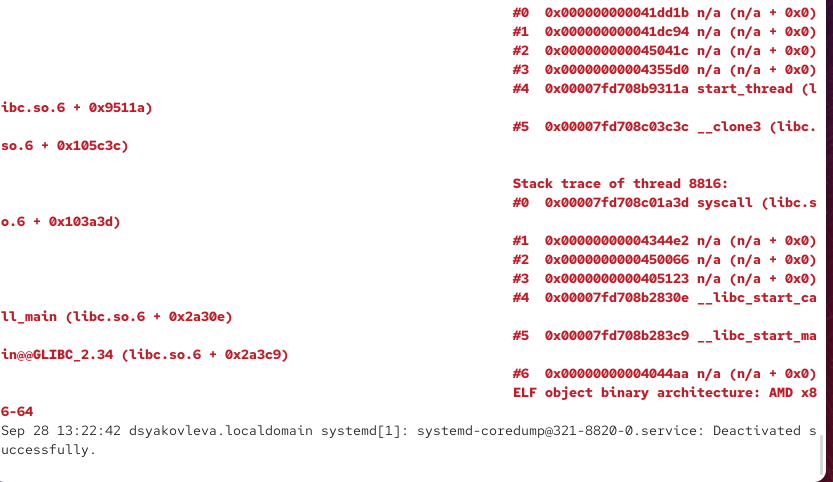 #0  0x000000000041dd1b n/a (n/a + 0x0)
#1  0x000000000041dc94 n/a (n/a + 0x0)
#2  0x000000000045041c n/a (n/a + 0x0)
#3  0x00000000004355d0 n/a (n/a + 0x0)
#4  0x00007fd708b9311a start_thread (l
ibc.so.6 + 0x9511a)
#5  0x00007fd708c03c3c __clone3 (libc.
so.6 + 0x105c3c)
Stack trace of thread 8816:
#0  0x00007fd708c01a3d syscall (libc.s
o.6 + 0x103a3d)
#1  0x00000000004344e2 n/a (n/a + 0x0)
#2  0x0000000000450066 n/a (n/a + 0x0)
#3  0x0000000000405123 n/a (n/a + 0x0)
#4  0x00007fd708b2830e __libc_start_ca
ll_main (libc.so.6 + 0x2a30e)
#5  0x00007fd708b283c9 __libc_start_ma
in@@GLIBC_2.34 (libc.so.6 + 0x2a3c9)
#6  0x00000000004044aa n/a (n/a + 0x0)
ELF object binary architecture: AMD x8
6-64
Sep 28 13:22:42 dsyakovleva.localdomain systemd[1]: systemd-coredump@321-8820-0.service: Deactivated s
uccessfully.